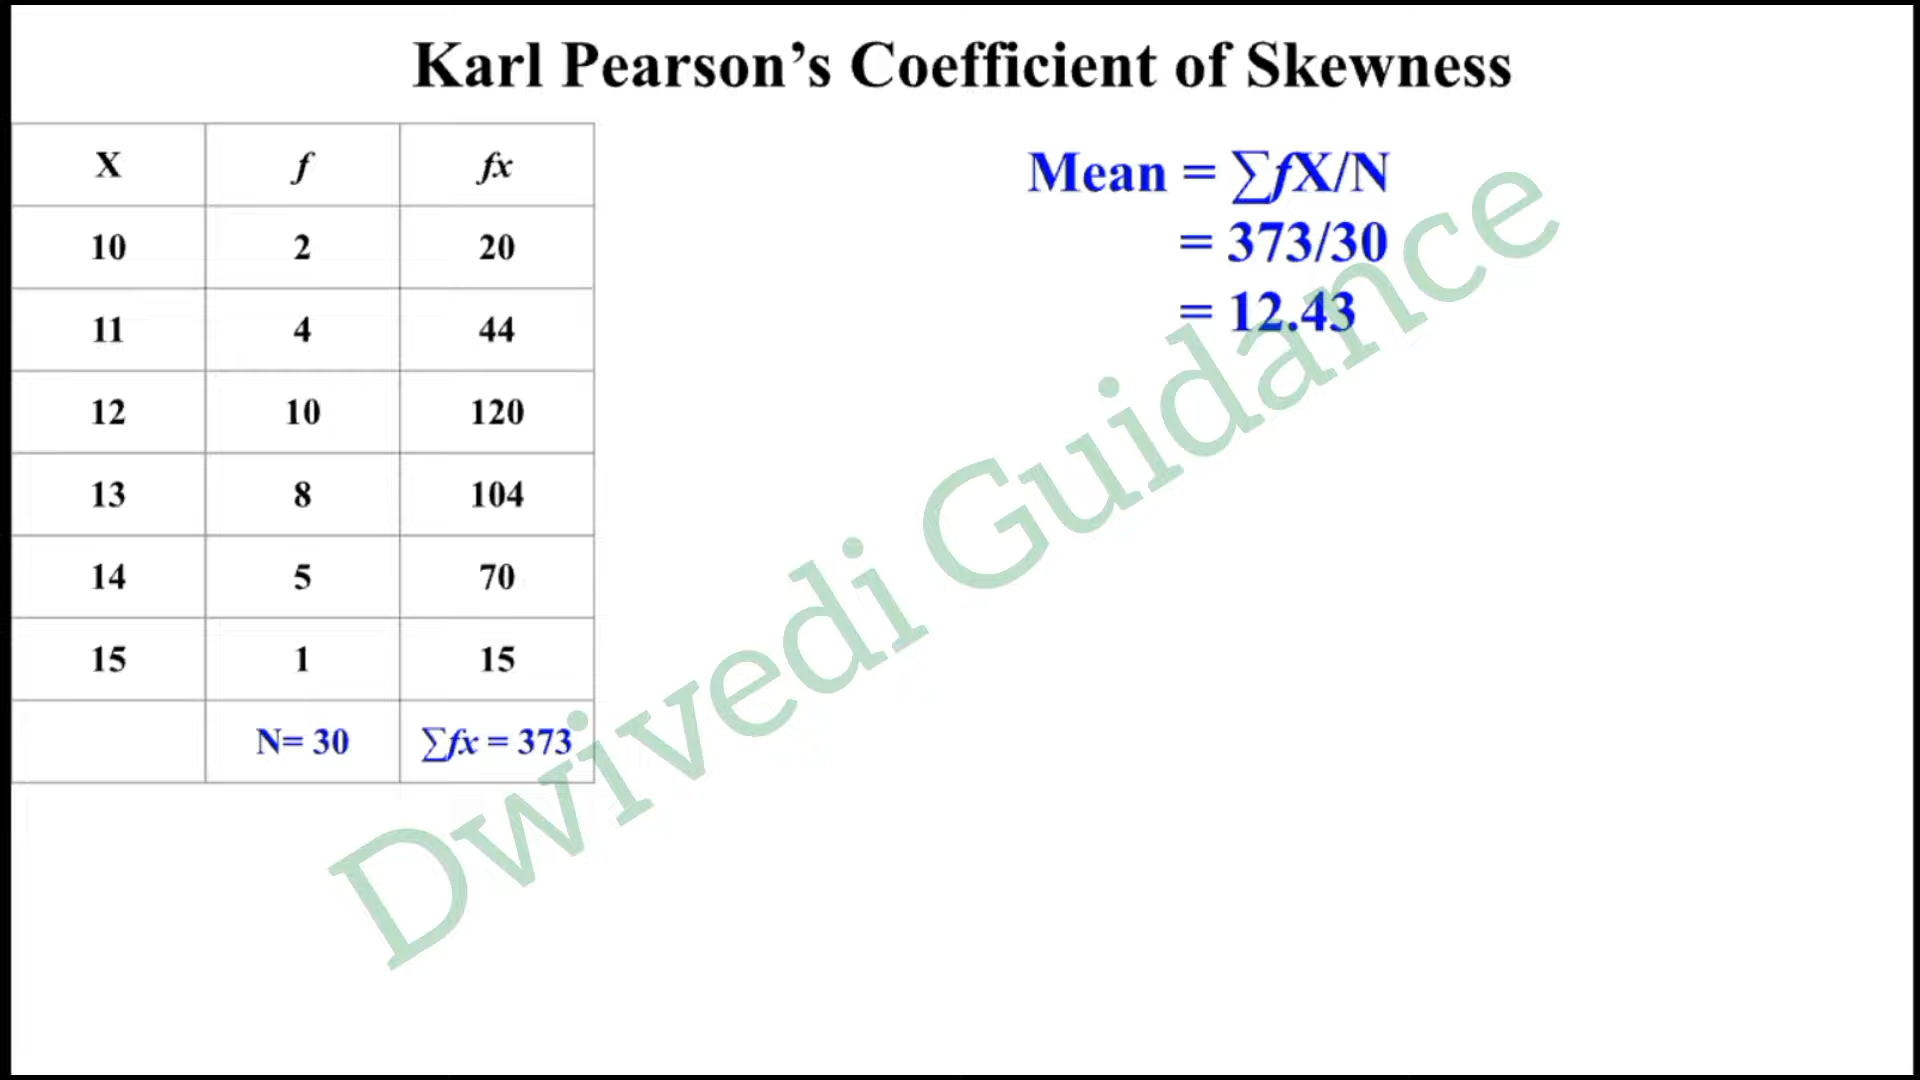 Karl Pearson’s Coefficient of Skewness
X f fx
10 2 20
11 4 44
12 10 120
13 8 104
14 5 70
15 1 15
N= 30 ∑fx = 373
Mean = ∑fX/N
= 373/30
= 12.43
Dwivedi Guidance